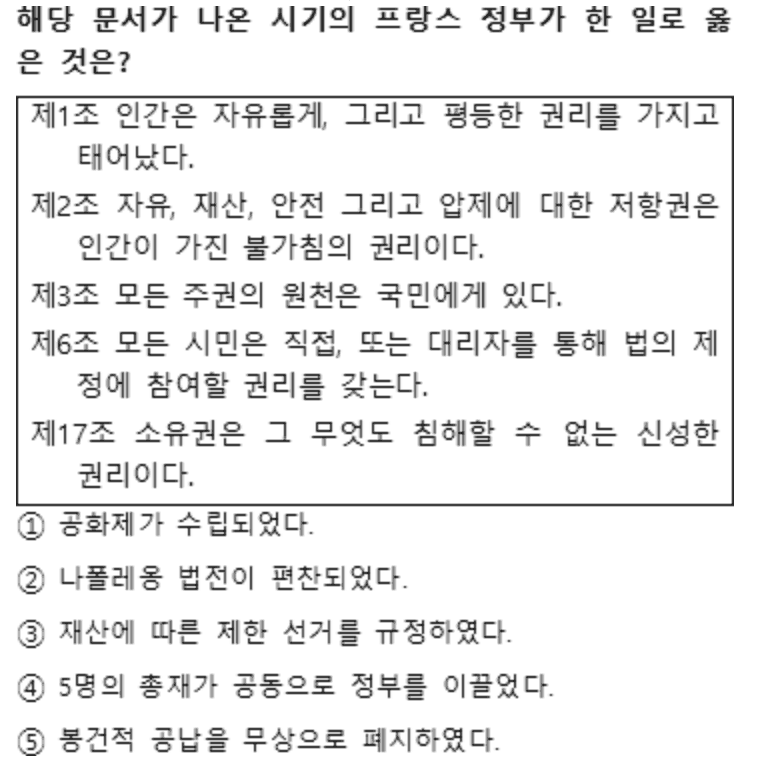 해당 문서가 나온 시기의 프랑스 정부가 한 일로 옳
은 것은?
제1조 인간은 자유롭게, 그리고 평등한 권리를 가지고
태어났다.
제2조 자유, 재산, 안전 그리고 압제에 대한 저항권은
인간이 가진 불가침의 권리이다.
제3조 모든 주권의 원천은 국민에게 있다.
제6조 모든 시민은 직접, 또는 대리자를 통해 법의 제
정에 참여할 권리를 갖는다.
제17조 소유권은 그 무엇도 침해할 수 없는 신성한
권리이다.
① 공화제가 수립되었다.
② 나폴레옹 법전이 편찬되었다.
③ 재산에 따른 제한 선거를 규정하였다.
④ 5명의 총재가 공동으로 정부를 이끌었다.
⑤ 봉건적 공납을 무상으로 폐지하였다.